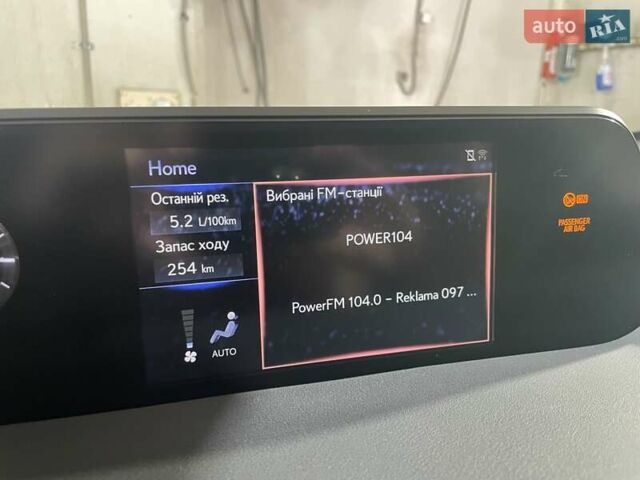 auto RIA.com
Home
Останній рез.
5.2 L/100km
Запас ходу
254 km
AUTO
Вибрані FM-станції
POWER104
PowerFM 104.0 - Reklama 097 ...
PASSENGER
AIR BAG